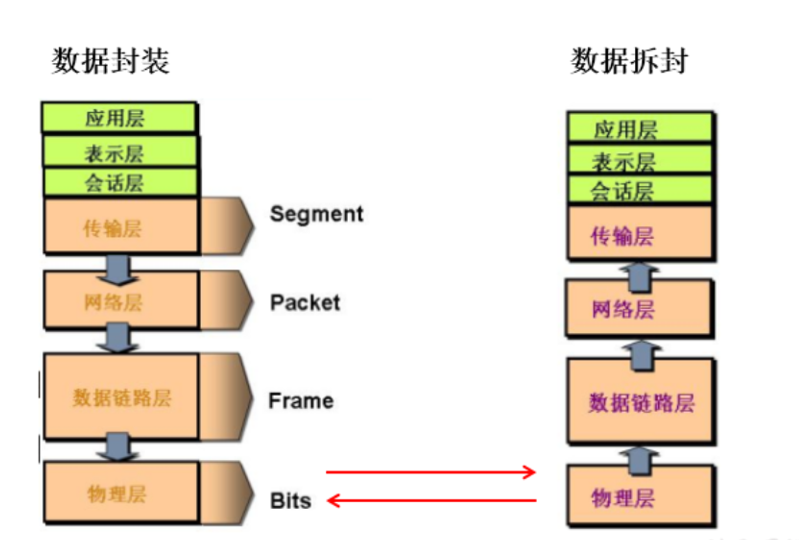 数据封装
应用层
表示层
会话层
传输层
Segment
网络层
Packet
数据链路层
Frame
物理层
Bits
数据拆封
应用层
表示层
会话层
传输层
网络层
数据链路层
物理层